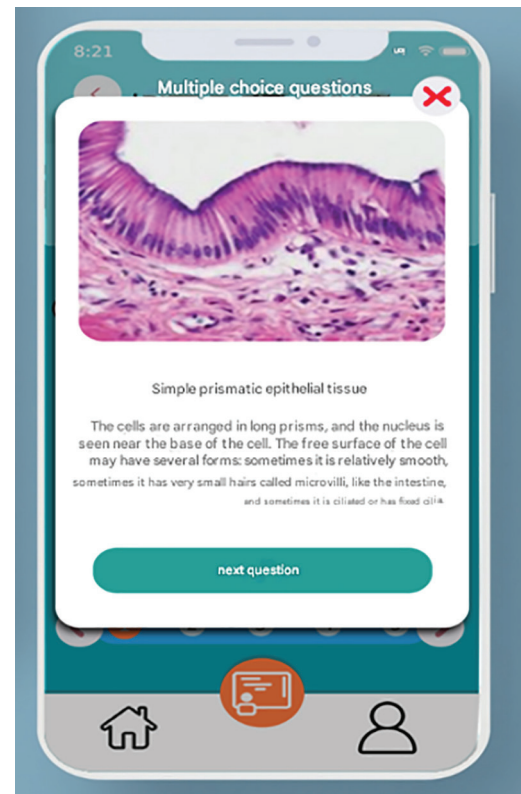 8:21
Multiple choice questions
Simple prismatic epithelial tissue
The cells are arranged in long prisms, and the nucleus is
seen near the base of the cell. The free surface of the cell
may have several forms: sometimes it is relatively smooth,
sometimes it has very small hairs called microvilli, like the intestine,
and sometimes it is ciliated or has fixed cilia.
next question